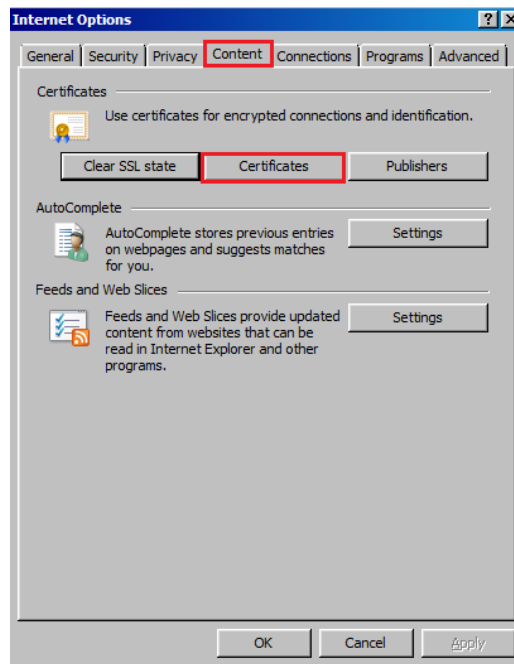 Internet Options
? X
General Security Privacy Content Connections Programs Advanced
Certificates
Use certificates for encrypted connections and identification.
Clear SSL state Certificates Publishers
AutoComplete
AutoComplete stores previous entries
on webpages and suggests matches
for you.
Settings
Feeds and Web Slices
Feeds and Web Slices provide updated
content from websites that can be
read in Internet Explorer and other
programs.
Settings
OK Cancel Apply